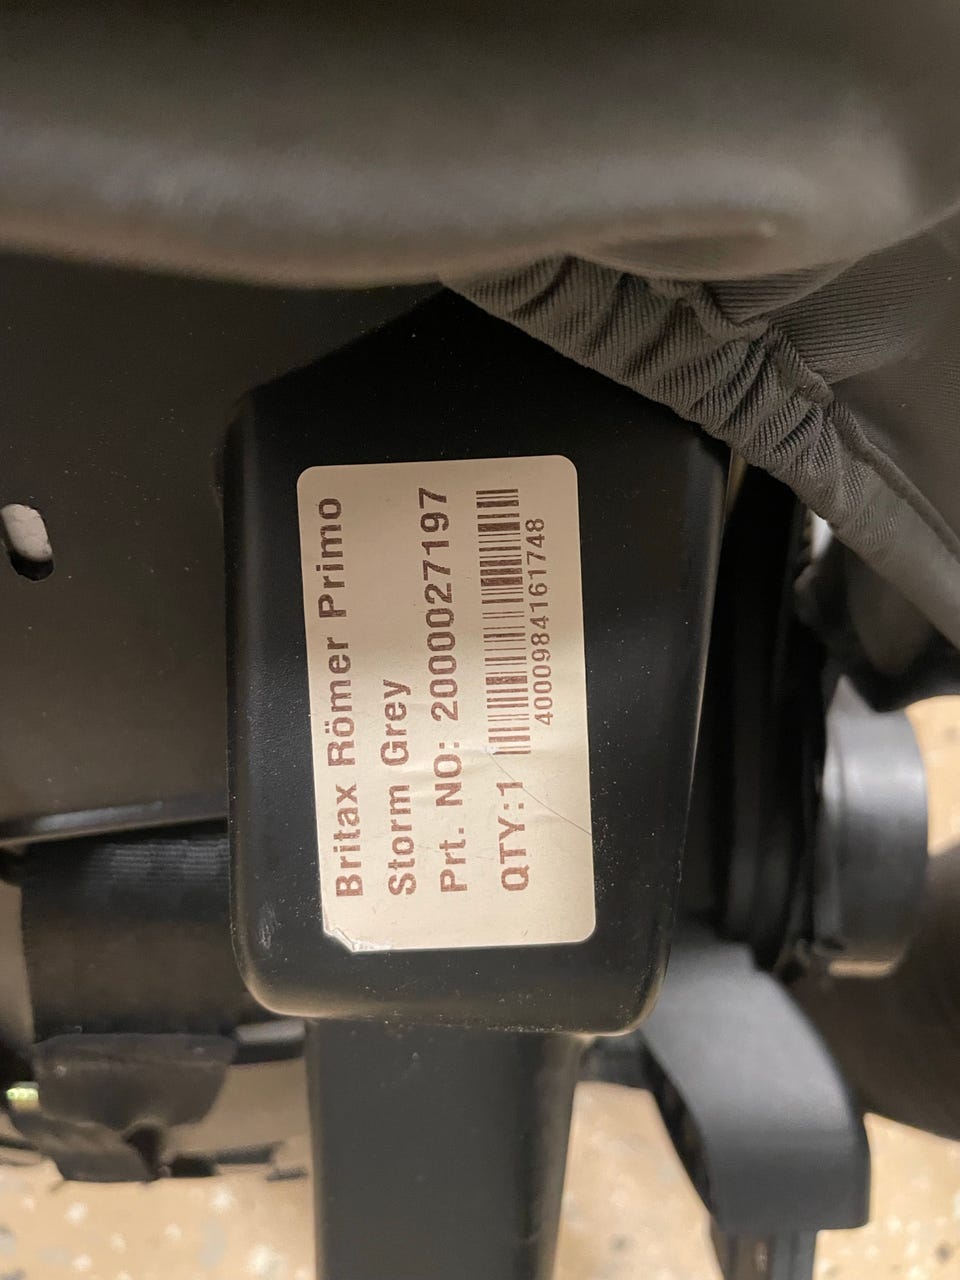 Britax Römer Primo
Storm Grey
Prt. NO: 2000027197
QTY:1
4000984161748